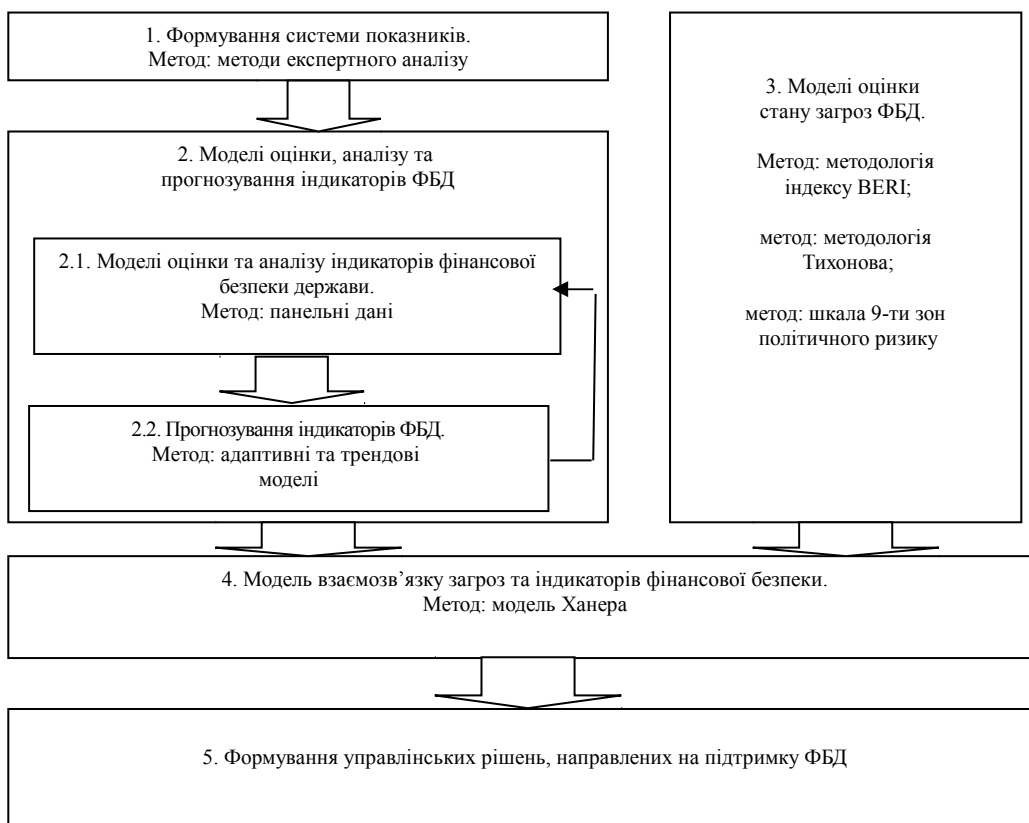 1. Формування системи показників.
Метод: методи експертного аналізу
2. Моделі оцінки, аналізу та
прогнозування індикаторів ФБД
2.1. Моделі оцінки та аналізу індикаторів фінансової
безпеки держави.
Метод: панельні дані
2.2. Прогнозування індикаторів ФБД.
Метод: адаптивні та трендові
моделі
3. Моделі оцінки
стану загроз ФБД.
Метод: методологія
індексу BERI;
метод: методологія
Тихонова;
метод: шкала 9-ти зон
політичного ризику
4. Модель взаємозв’язку загроз та індикаторів фінансової безпеки.
Метод: модель Ханера
5. Формування управлінських рішень, направлених на підтримку ФБД